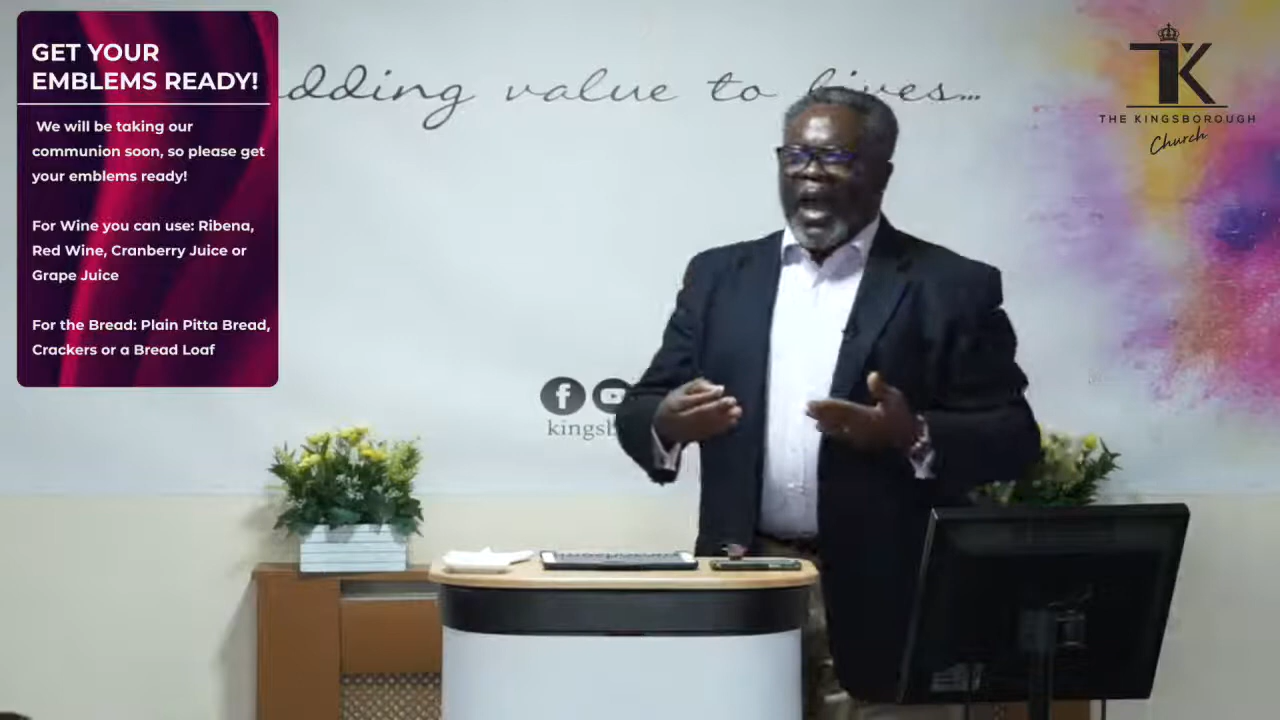 GET YOUR
EMBLEMS READY!
We will be taking our
communion soon, so please get
your emblems ready!
For Wine you can use: Ribena,
Red Wine, Cranberry Juice or
Grape Juice
For the Bread: Plain Pitta Bread,
Crackers or a Bread Loaf
value to
TK
THE KINGSBOROUGH
Church